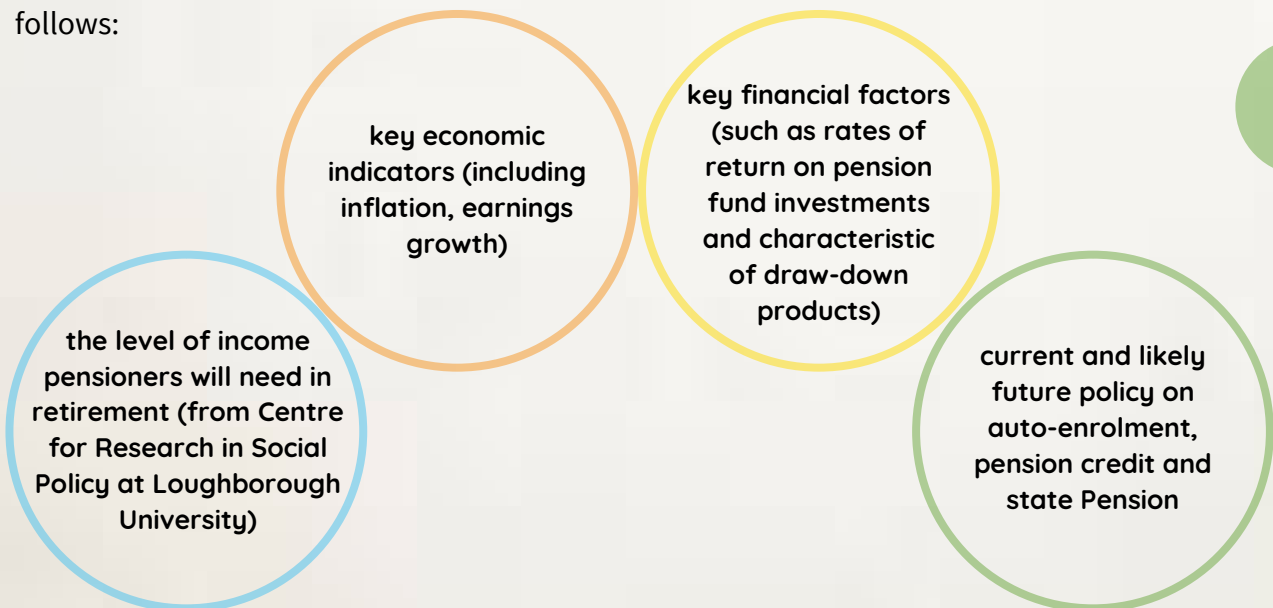 follows:
the level of income
pensioners will need in
retirement (from Centre
for Research in Social
Policy at Loughborough
University)
key economic
indicators (including
inflation, earnings
growth)
key financial factors
(such as rates of
return on pension
fund investments
and characteristic
of draw-down
products)
current and likely
future policy on
auto-enrolment,
pension credit and
state Pension